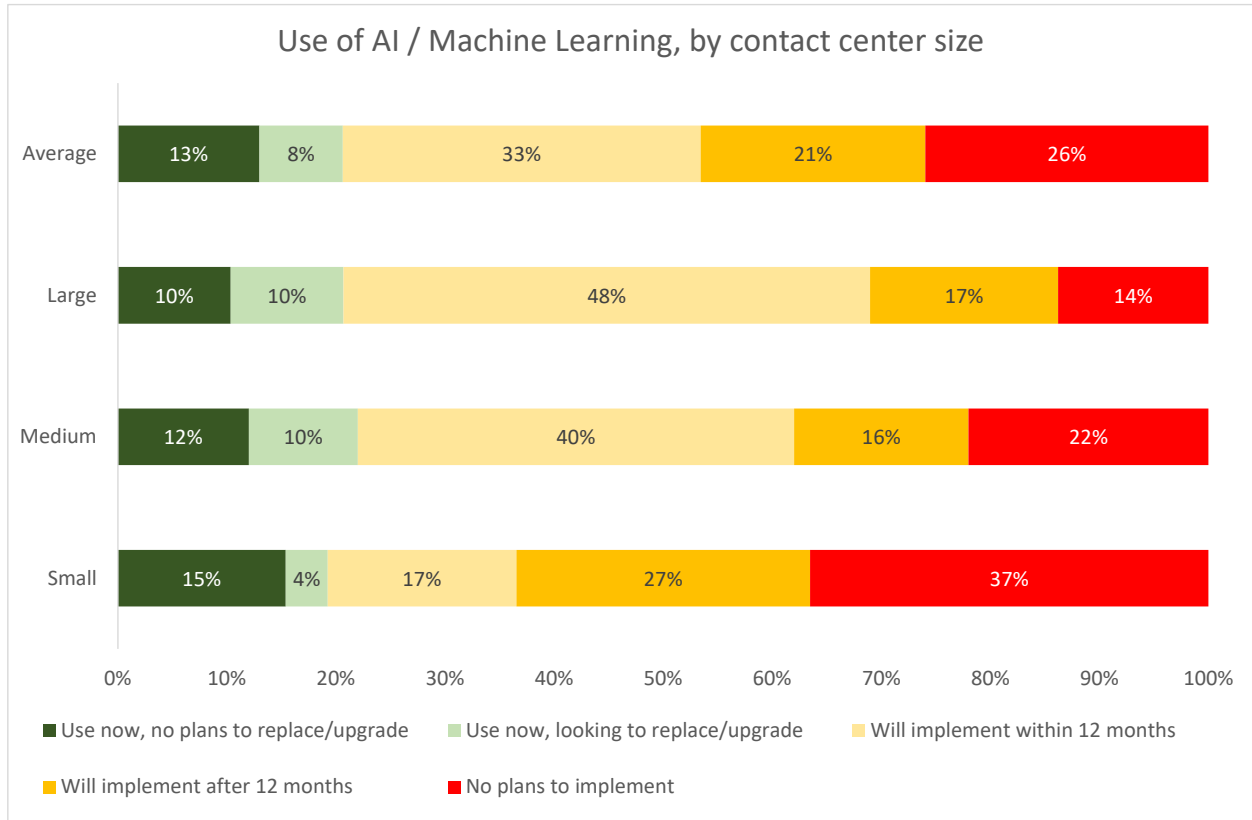 Use of AI / Machine Learning, by contact center size
Average 13% 8% 33% 21% 26%
Large 10% 10% 48% 17% 14%
Medium 12% 10% 40% 16% 22%
Small 15% 4% 17% 27% 37%
0% 10% 20% 30% 40% 50% 60% 70% 80% 90% 100%
Use now, no plans to replace/upgrade Use now, looking to replace/upgrade Will implement within 12 months
Will implement after 12 months No plans to implement